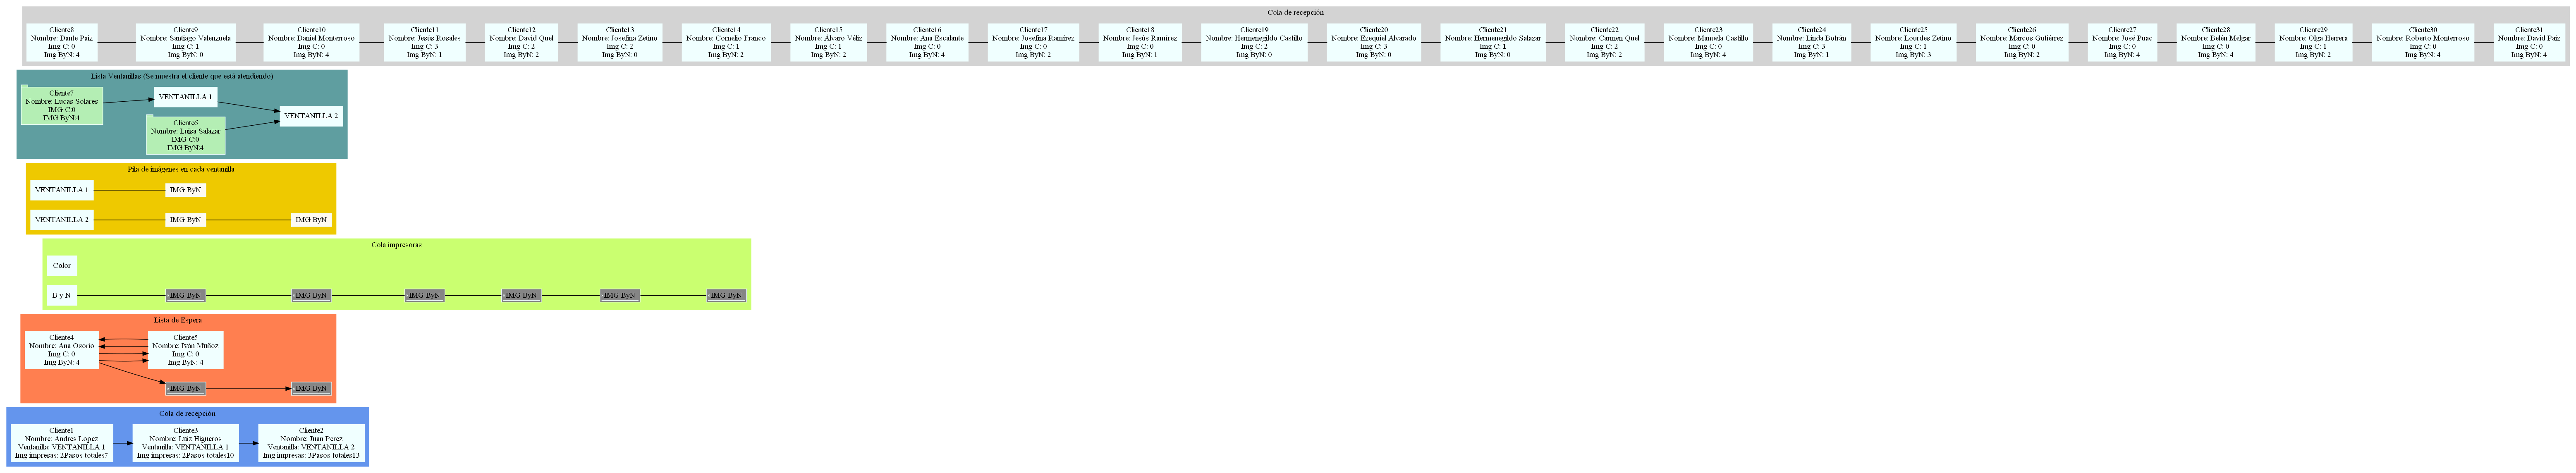 Cola de recepción
Cliente8
Nombre: Dante Paiz
Img C: 0
Img ByN: 4
Cliente9
Nombre: Santiago Valenzuela
Img C: 1
Img ByN: 0
Cliente10
Nombre: Daniel Monterroso
Img C: 0
Img ByN: 4
Cliente11
Nombre: Jesús Rosales
Img C: 3
Img ByN: 1
Cliente12
Nombre: David Quel
Img C: 2
Img ByN: 2
Cliente13
Nombre: Josefina Zetino
Img C: 2
Img ByN: 0
Cliente14
Nombre: Cornelio Franco
Img C: 1
Img ByN: 2
Cliente15
Nombre: Álvaro Véliz
Img C: 1
Img ByN: 2
Cliente16
Nombre: Ana Escalante
Img C: 0
Img ByN: 4
Cliente17
Nombre: Josefina Ramirez
Img C: 0
Img ByN: 2
Cliente18
Nombre: Jesús Ramirez
Img C: 0
Img ByN: 1
Cliente19
Nombre: Hermenegildo Castillo
Img C: 2
Img ByN: 0
Cliente20
Nombre: Ezequiel Alvarado
Img C: 3
Img ByN: 0
Cliente21
Nombre: Hermenegildo Salazar
Img C: 1
Img ByN: 0
Cliente22
Nombre: Carmen Quel
Img C: 2
Img ByN: 2
Cliente23
Nombre: Manuela Castillo
Img C: 0
Img ByN: 4
Cliente24
Nombre: Linda Botrán
Img C: 3
Img ByN: 1
Cliente25
Nombre: Lourdes Zetino
Img C: 1
Img ByN: 3
Cliente26
Nombre: Marcos Gutiérrez
Img C: 0
Img ByN: 2
Cliente27
Nombre: José Puac
Img C: 0
Img ByN: 4
Cliente28
Nombre: Belén Melgar
Img C: 0
Img ByN: 4
Cliente29
Nombre: Olga Herrera
Img C: 1
Img ByN: 2
Cliente30
Nombre: Roberto Monterroso
Img C: 0
Img ByN: 4
Cliente31
Nombre: David Paiz
Img C: 0
Img ByN: 4
Lista Ventanillas (Se muestra el cliente que está atendiendo)
Cliente7
Nombre: Lucas Solares
IMG C:0
IMG ByN:4
VENTANILLA 1
Cliente6
Nombre: Luisa Salazar
IMG C:0
IMG ByN:4
VENTANILLA 2
Pila de imágenes en cada ventanilla
VENTANILLA 1
IMG ByN
VENTANILLA 2
IMG ByN
IMG ByN
Cola impresoras
Color
B y N
IMG ByN
IMG ByN
IMG ByN
IMG ByN
IMG ByN
IMG ByN
Lista de Espera
Cliente4
Nombre: Ana Osorio
Img C: 0
Img ByN: 4
Cliente5
Nombre: Iván Muñoz
Img C: 0
Img ByN: 4
IMG ByN
IMG ByN
Cola de recepción
Cliente1
Nombre: Andres Lopez
Ventanilla: VENTANILLA 1
Img impresas: 2Pasos totales7
Cliente3
Nombre: Luiz Higueros
Ventanilla: VENTANILLA 1
Img impresas: 2Pasos totales10
Cliente2
Nombre: Juan Perez
Ventanilla: VENTANILLA 2
Img impresas: 3Pasos totales13